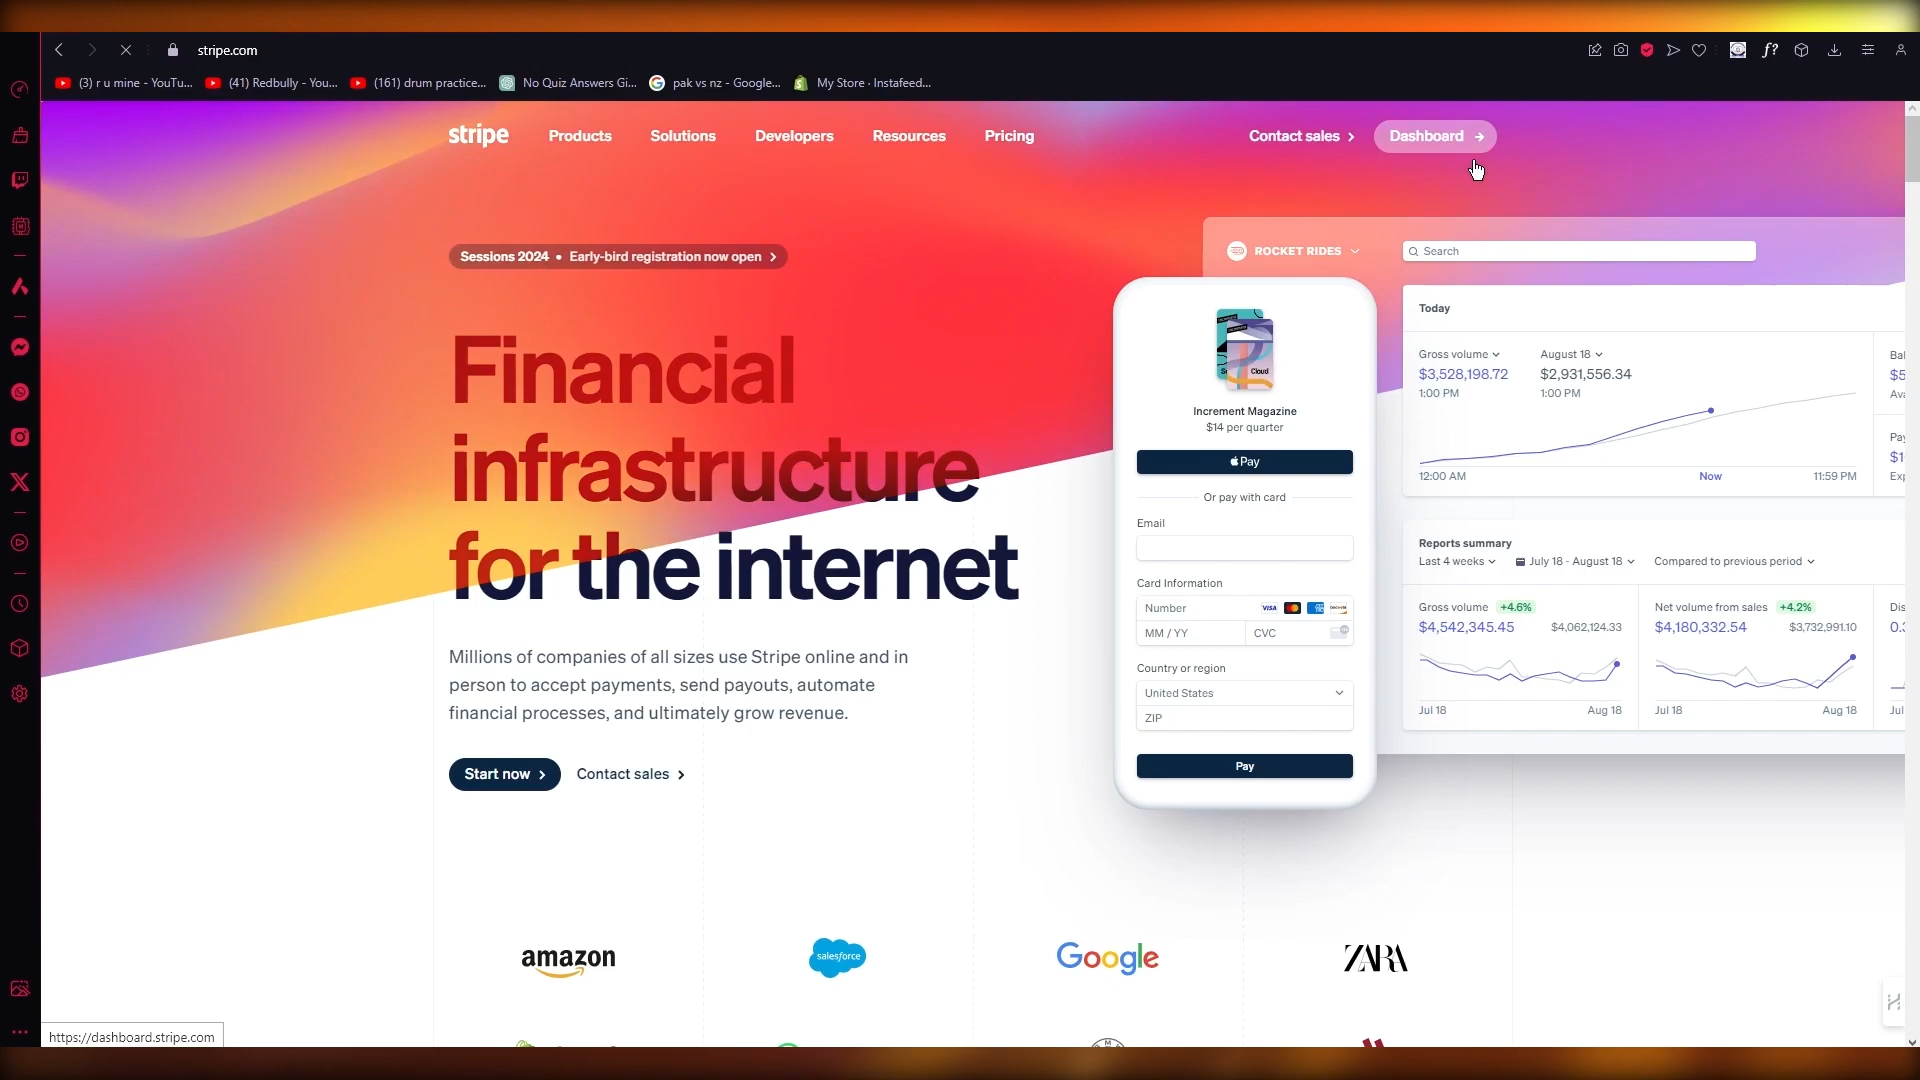 stripe.com
(3) r u mine - YouTu...
(41) Redbully - You...
(161) drum practice...
No Quiz Answers Gi...
pak vs nz - Google...
My Store · Instafeed...
stripe
Products
Solutions
Developers
Resources
Pricing
Contact sales
Dashboard
Sessions 2024 • Early-bird registration now open
Financial
infrastructure
for the internet
Millions of companies of all sizes use Stripe online and in
person to accept payments, send payouts, automate
financial processes, and ultimately grow revenue.
Start now
Contact sales
Cloud
Increment Magazine
$14 per quarter
Pay
Or pay with card
Email
Card Information
Number
VISA
MM / YY
CVC
Country or region
United States
ZIP
Pay
ROCKET RIDES
Search
Today
Gross volume
August 18
$3,528,198.72
$2,931,556.34
1:00 PM
1:00 PM
12:00 AM
Now
11:59 PM
Reports summary
Last 4 weeks
July 18 - August 18
Compared to previous period
Gross volume +4.6%
$4,542,345.45
$4,062,124.33
Jul 18
Aug 18
Net volume from sales +4.2%
$4,180,332.54
$3,732,991.10
Jul 18
Aug 18
amazon
salesforce
Google
ZARA
https://dashboard.stripe.com